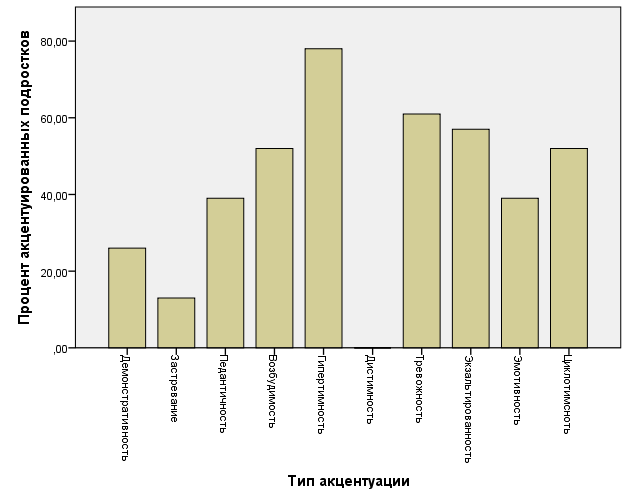 Процент акцентуированных подростков
80,00
60,00
40,00
20,00
,00
Демонстративность
Застревание
Педантичность
Возбудимость
Гипертимность
Дистимность
Тревожность
Экзальтированность
Эмотивность
Циклотимсноть
Тип акцентуации